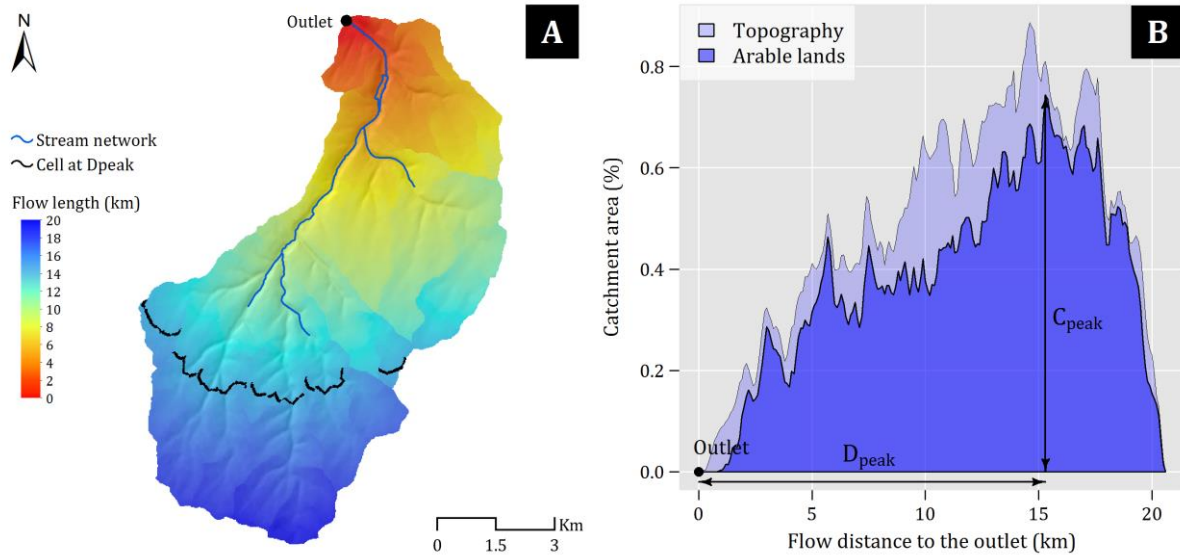 N
Outlet
A
Stream network
Cell at Dpeak
Flow length (km)
20
18
16
14
12
10
8
6
4
2
0
Km
0 1.5 3
B
Topography
Arable lands
Catchment area (%)
0.8
0.6
0.4
0.2
0.0
Cpeak
Outlet
Dpeak
0 5 10 15 20
Flow distance to the outlet (km)